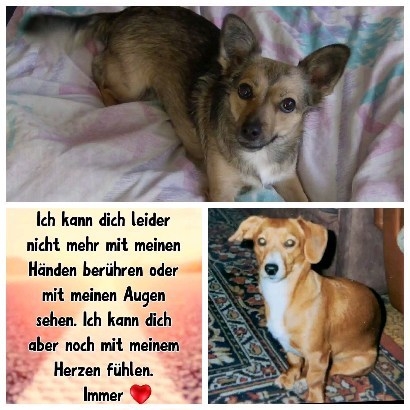 Ich kann dich leider
nicht mehr mit meinen
Händen berühren oder
mit meinen Augen
sehen. Ich kann dich
aber noch mit meinem
Herzen fühlen.
Immer ❤